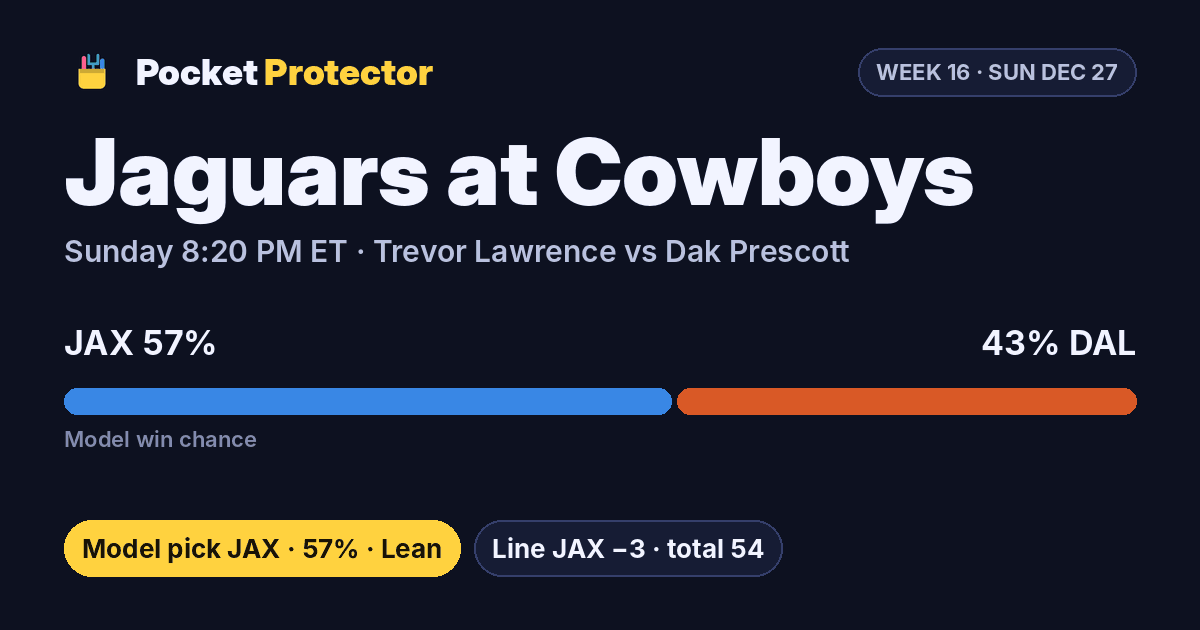 Pocket Protector
WEEK 16 · SUN DEC 27
Jaguars at Cowboys
Sunday 8:20 PM ET · Trevor Lawrence vs Dak Prescott
JAX 57%
43% DAL
Model win chance
Model pick JAX · 57% · Lean
Line JAX −3 · total 54